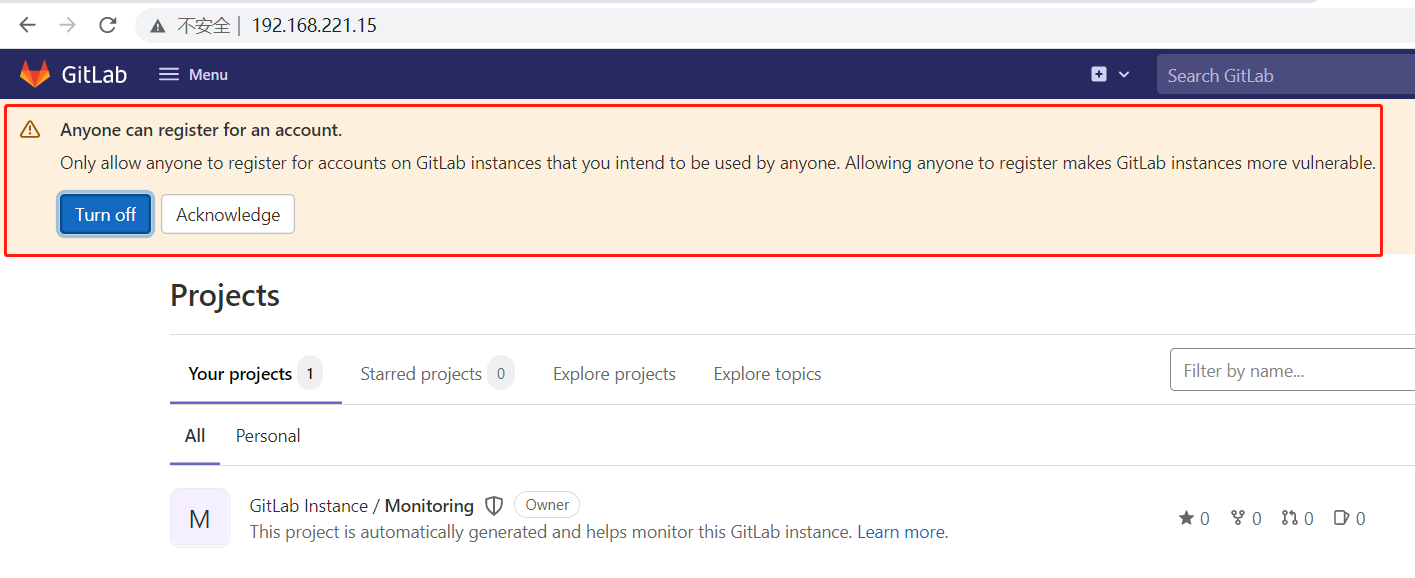 不安全 | 192.168.221.15
GitLab Menu Search GitLab
Anyone can register for an account.
Only allow anyone to register for accounts on GitLab instances that you intend to be used by anyone. Allowing anyone to register makes GitLab instances more vulnerable.
Turn off Acknowledge
Projects
Your projects 1 Starred projects 0 Explore projects Explore topics Filter by name...
All Personal
M GitLab Instance / Monitoring Owner
This project is automatically generated and helps monitor this GitLab instance. Learn more.
0 0 0 0